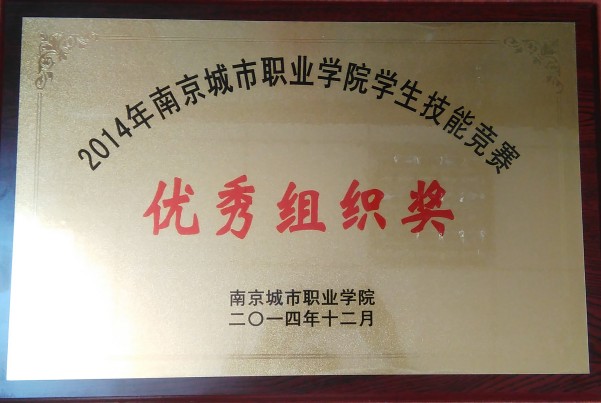 2014年南京城市职业学院学生技能竞赛
优秀组织奖
南京城市职业学院
二〇一四年十二月